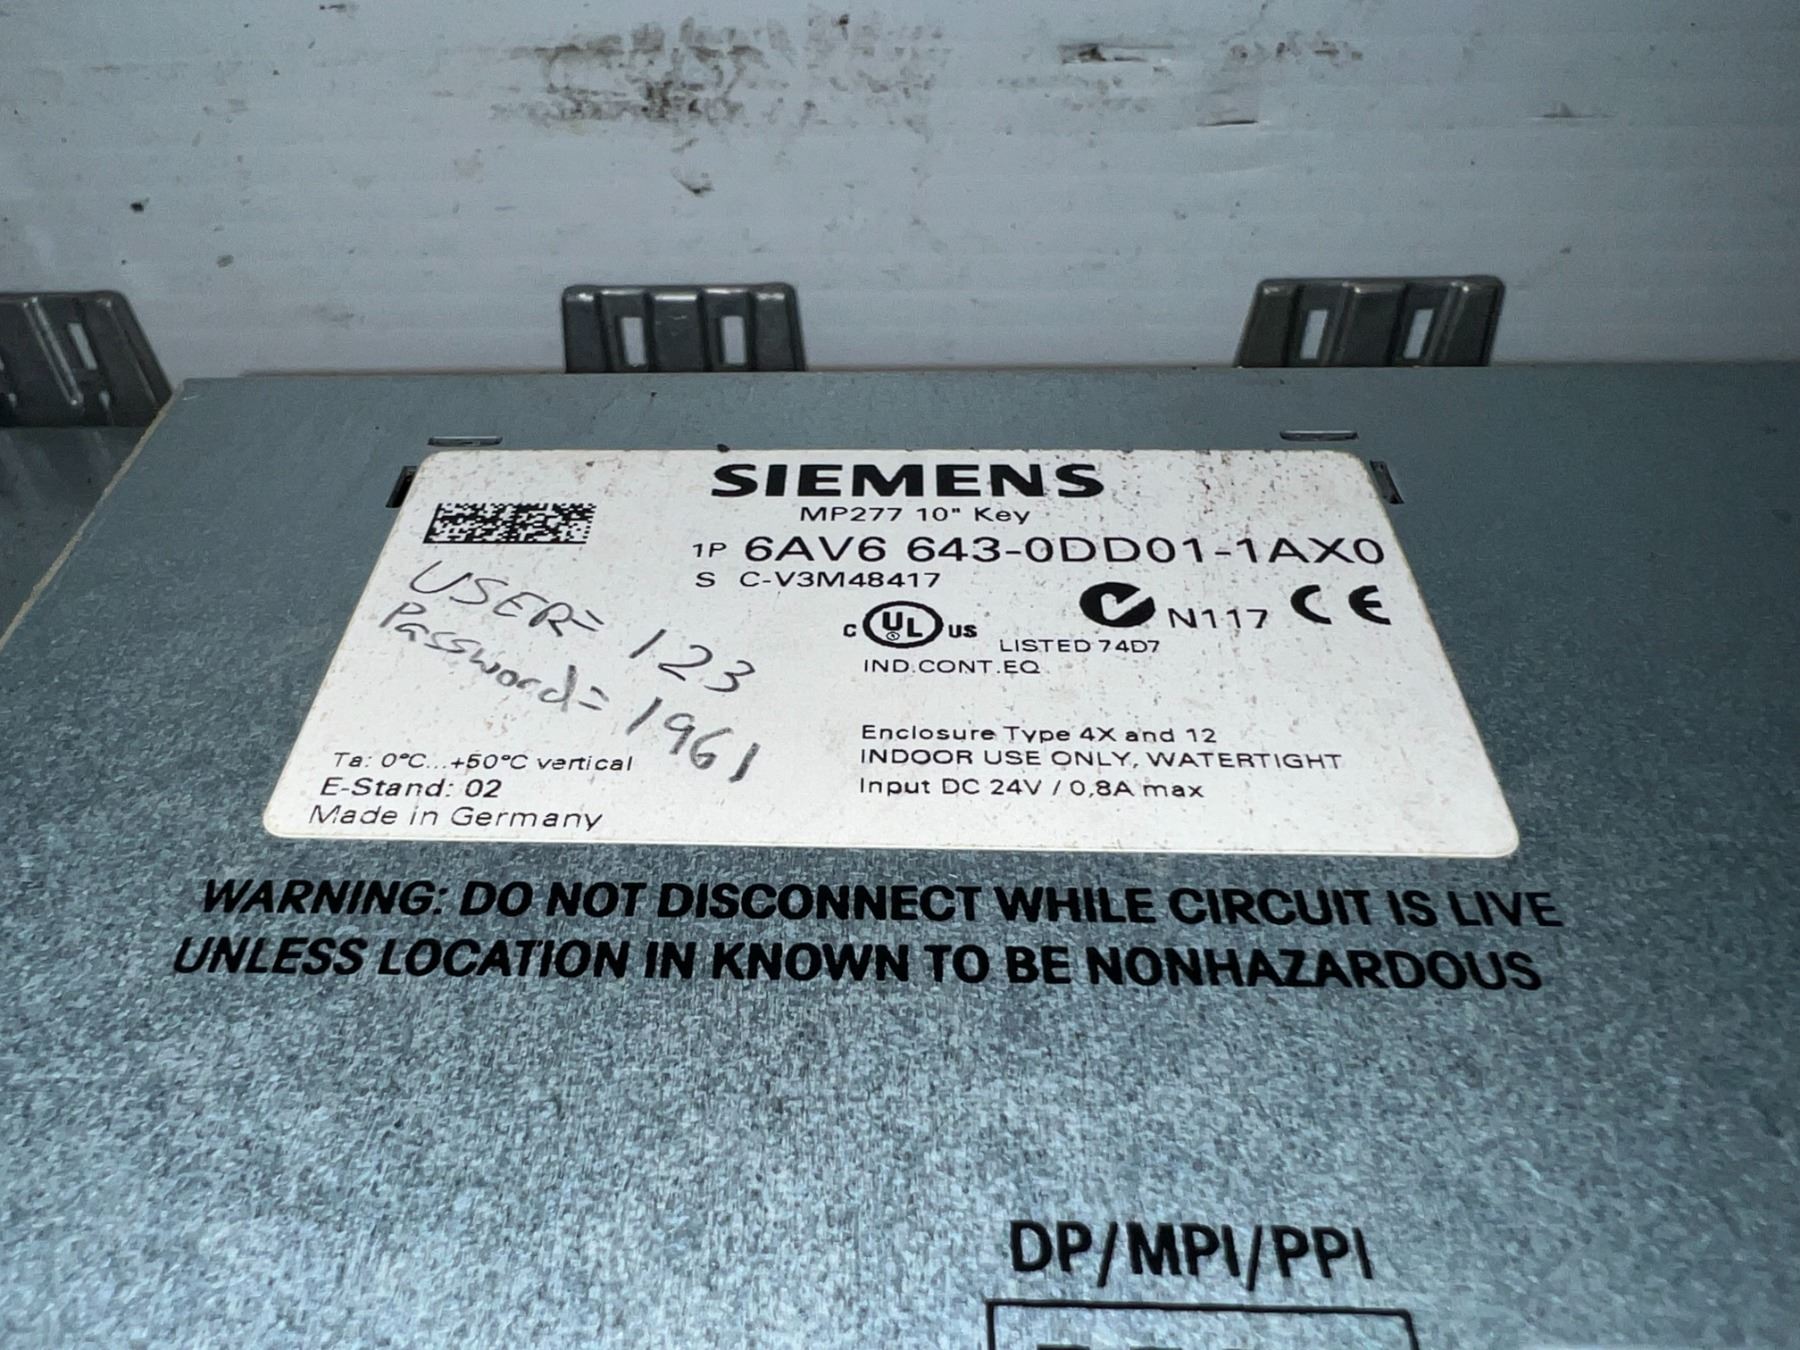 SIEMENS
MP277 10" Key
1P 6AV6 643-0DD01-1AX0
S C-V3M48417
USER= 123
Password= 1961
C UL US
N117 CE
LISTED 74D7
IND.CONT.EQ
Enclosure Type 4X and 12
INDOOR USE ONLY, WATERTIGHT
Input DC 24V / 0,8A max
Ta: 0°C...+50°C vertical
E-Stand: 02
Made in Germany
WARNING: DO NOT DISCONNECT WHILE CIRCUIT IS LIVE
UNLESS LOCATION IN KNOWN TO BE NONHAZARDOUS
DP/MPI/PPI